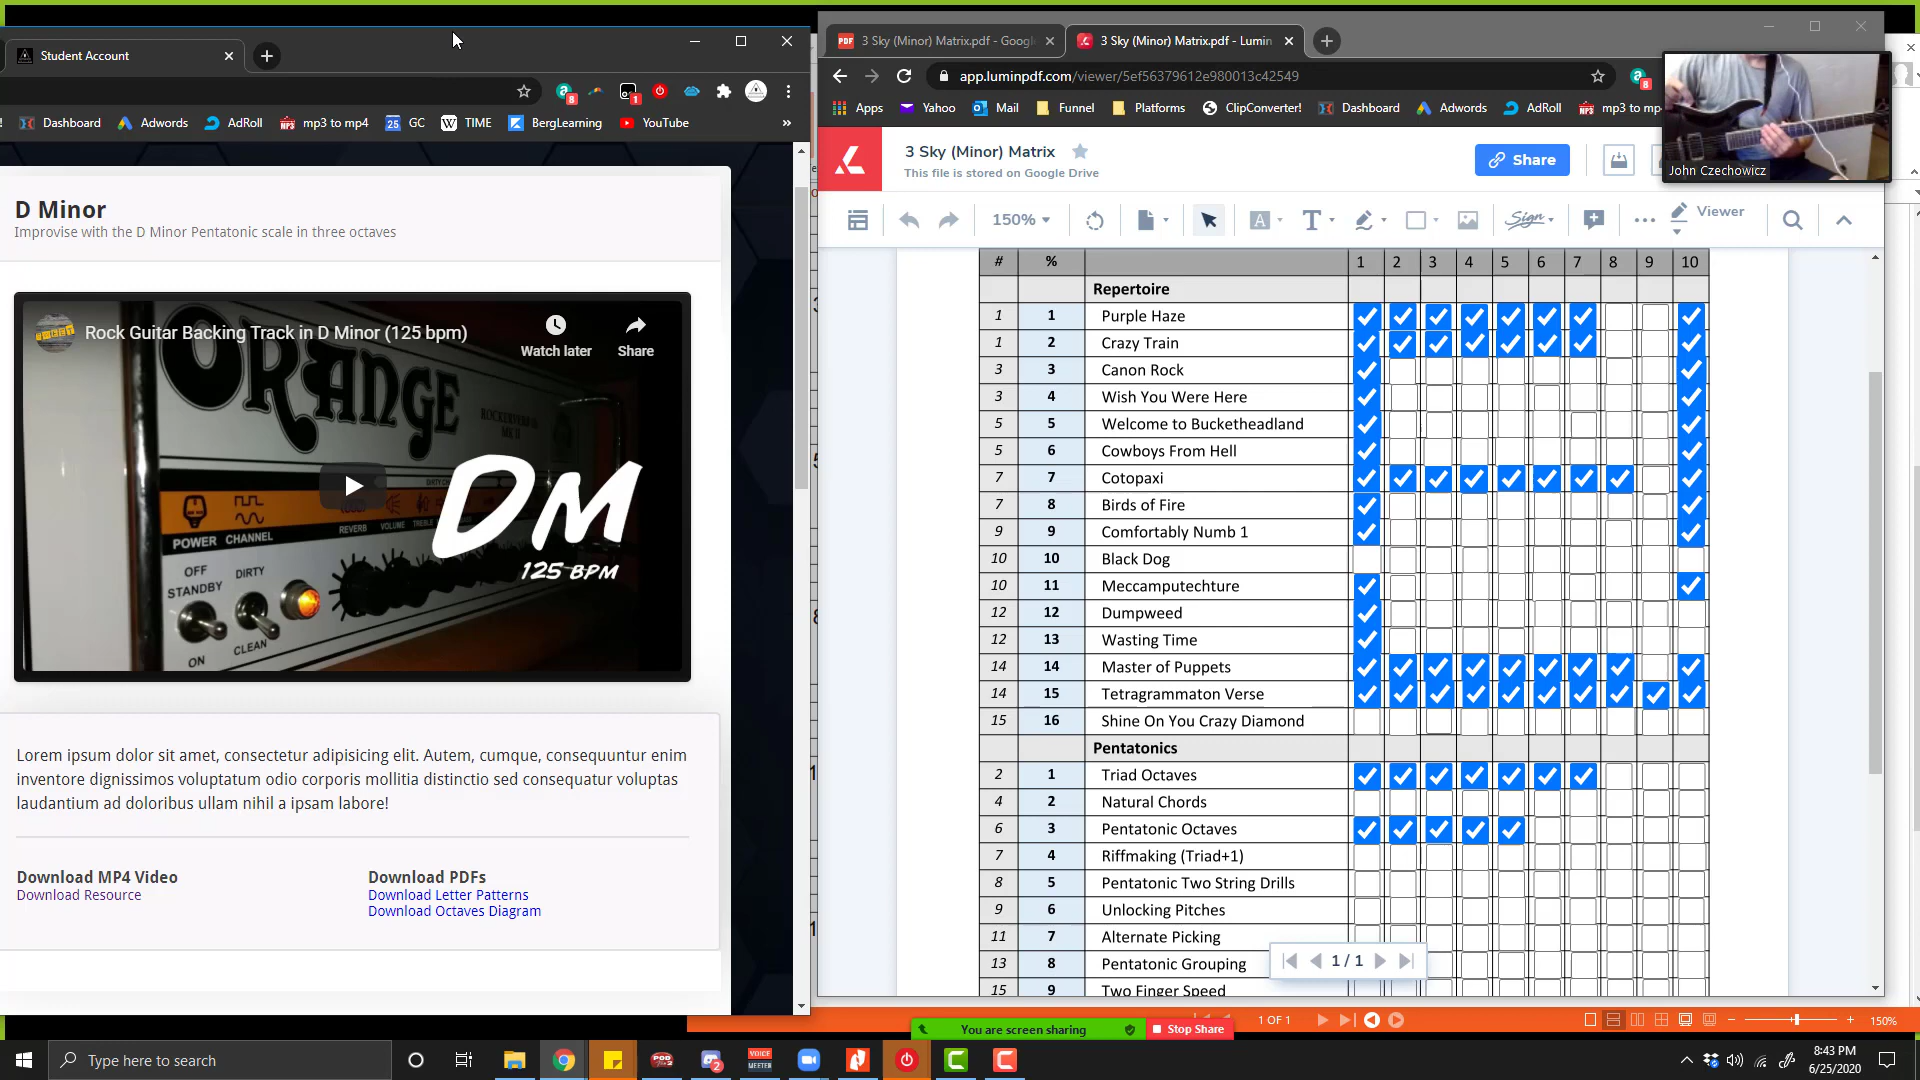 Student Account
Dashboard
Adwords
AdRoll
mp3 to mp4
GC
TIME
BergLearning
YouTube
»
D Minor
Improvise with the D Minor Pentatonic scale in three octaves
Rock Guitar Backing Track in D Minor (125 bpm)
Watch later
Share
ORANGE
ROCKERVERB 50
MKII
DM
125 BPM
POWER
CHANNEL
REVERB
VOLUME
TREBLE
OFF
STANDBY
ON
DIRTY
CLEAN
Lorem ipsum dolor sit amet, consectetur adipisicing elit. Autem, cumque, consequuntur enim
inventore dignissimos voluptatum odio corporis mollitia distinctio sed consequatur voluptas
laudantium ad doloribus ullam nihil a ipsam labore!
Download MP4 Video
Download Resource
Download PDFs
Download Letter Patterns
Download Octaves Diagram
3 Sky (Minor) Matrix.pdf - Googl
3 Sky (Minor) Matrix.pdf - Lumin
app.luminpdf.com/viewer/5ef56379612e980013c42549
Apps
Yahoo
Mail
Funnel
Platforms
ClipConverter!
Dashboard
Adwords
AdRoll
mp3 to mp
John Czechowicz
3 Sky (Minor) Matrix
This file is stored on Google Drive
Share
150%
Sign
Viewer
# % 1 2 3 4 5 6 7 8 9 10
Repertoire
1 1 Purple Haze
1 2 Crazy Train
3 3 Canon Rock
3 4 Wish You Were Here
5 5 Welcome to Bucketheadland
5 6 Cowboys From Hell
7 7 Cotopaxi
7 8 Birds of Fire
9 9 Comfortably Numb 1
10 10 Black Dog
10 11 Meccamputechture
12 12 Dumpweed
12 13 Wasting Time
14 14 Master of Puppets
14 15 Tetragrammaton Verse
15 16 Shine On You Crazy Diamond
Pentatonics
2 1 Triad Octaves
4 2 Natural Chords
6 3 Pentatonic Octaves
7 4 Riffmaking (Triad+1)
8 5 Pentatonic Two String Drills
9 6 Unlocking Pitches
11 7 Alternate Picking
13 8 Pentatonic Grouping
15 9 Two Finger Speed
1 / 1
You are screen sharing
Stop Share
1 OF 1
150%
Type here to search
VOICE
MEETER
8:43 PM
6/25/2020